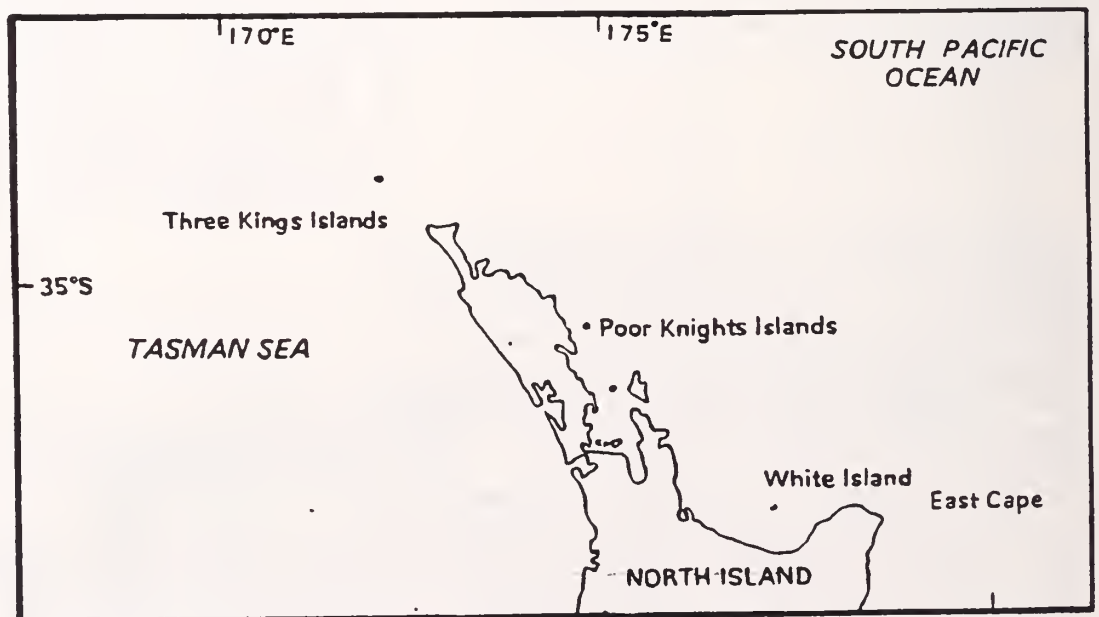 170°E
175°E
SOUTH PACIFIC
OCEAN
Three Kings Islands
35°S
Poor Knights Islands
TASMAN SEA
White Island
East Cape
NORTH ISLAND